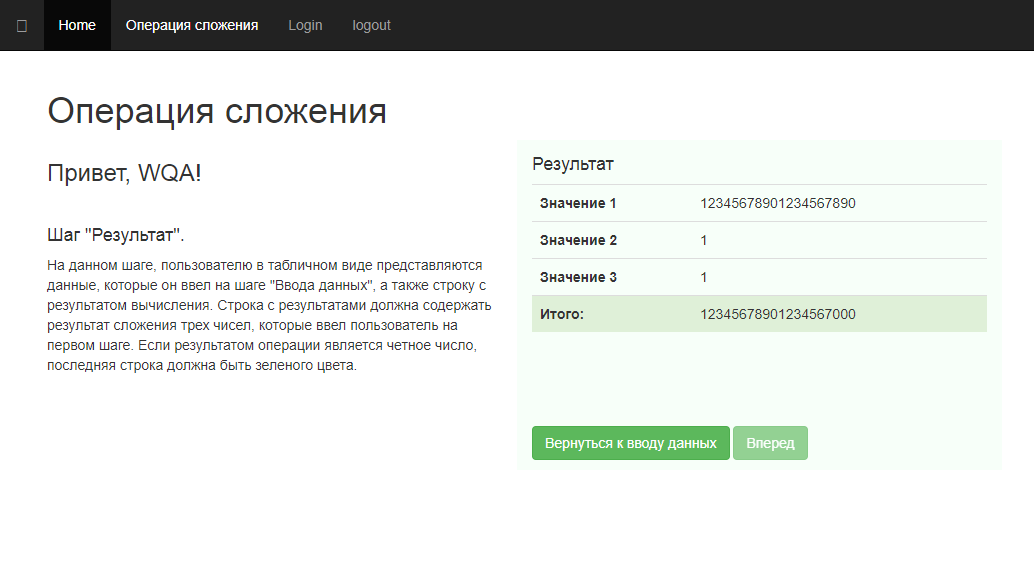 Home Операция сложения Login logout
Операция сложения
Привет, WQA!
Шаг "Результат".
На данном шаге, пользователю в табличном виде представляются
данные, которые он ввел на шаге "Ввода данных", а также строку с
результатом вычисления. Строка с результатами должна содержать
результат сложения трех чисел, которые ввел пользователь на
первом шаге. Если результатом операции является четное число,
последняя строка должна быть зеленого цвета.
Результат
Значение 1 12345678901234567890
Значение 2 1
Значение 3 1
Итого: 12345678901234567000
Вернуться к вводу данных Вперед